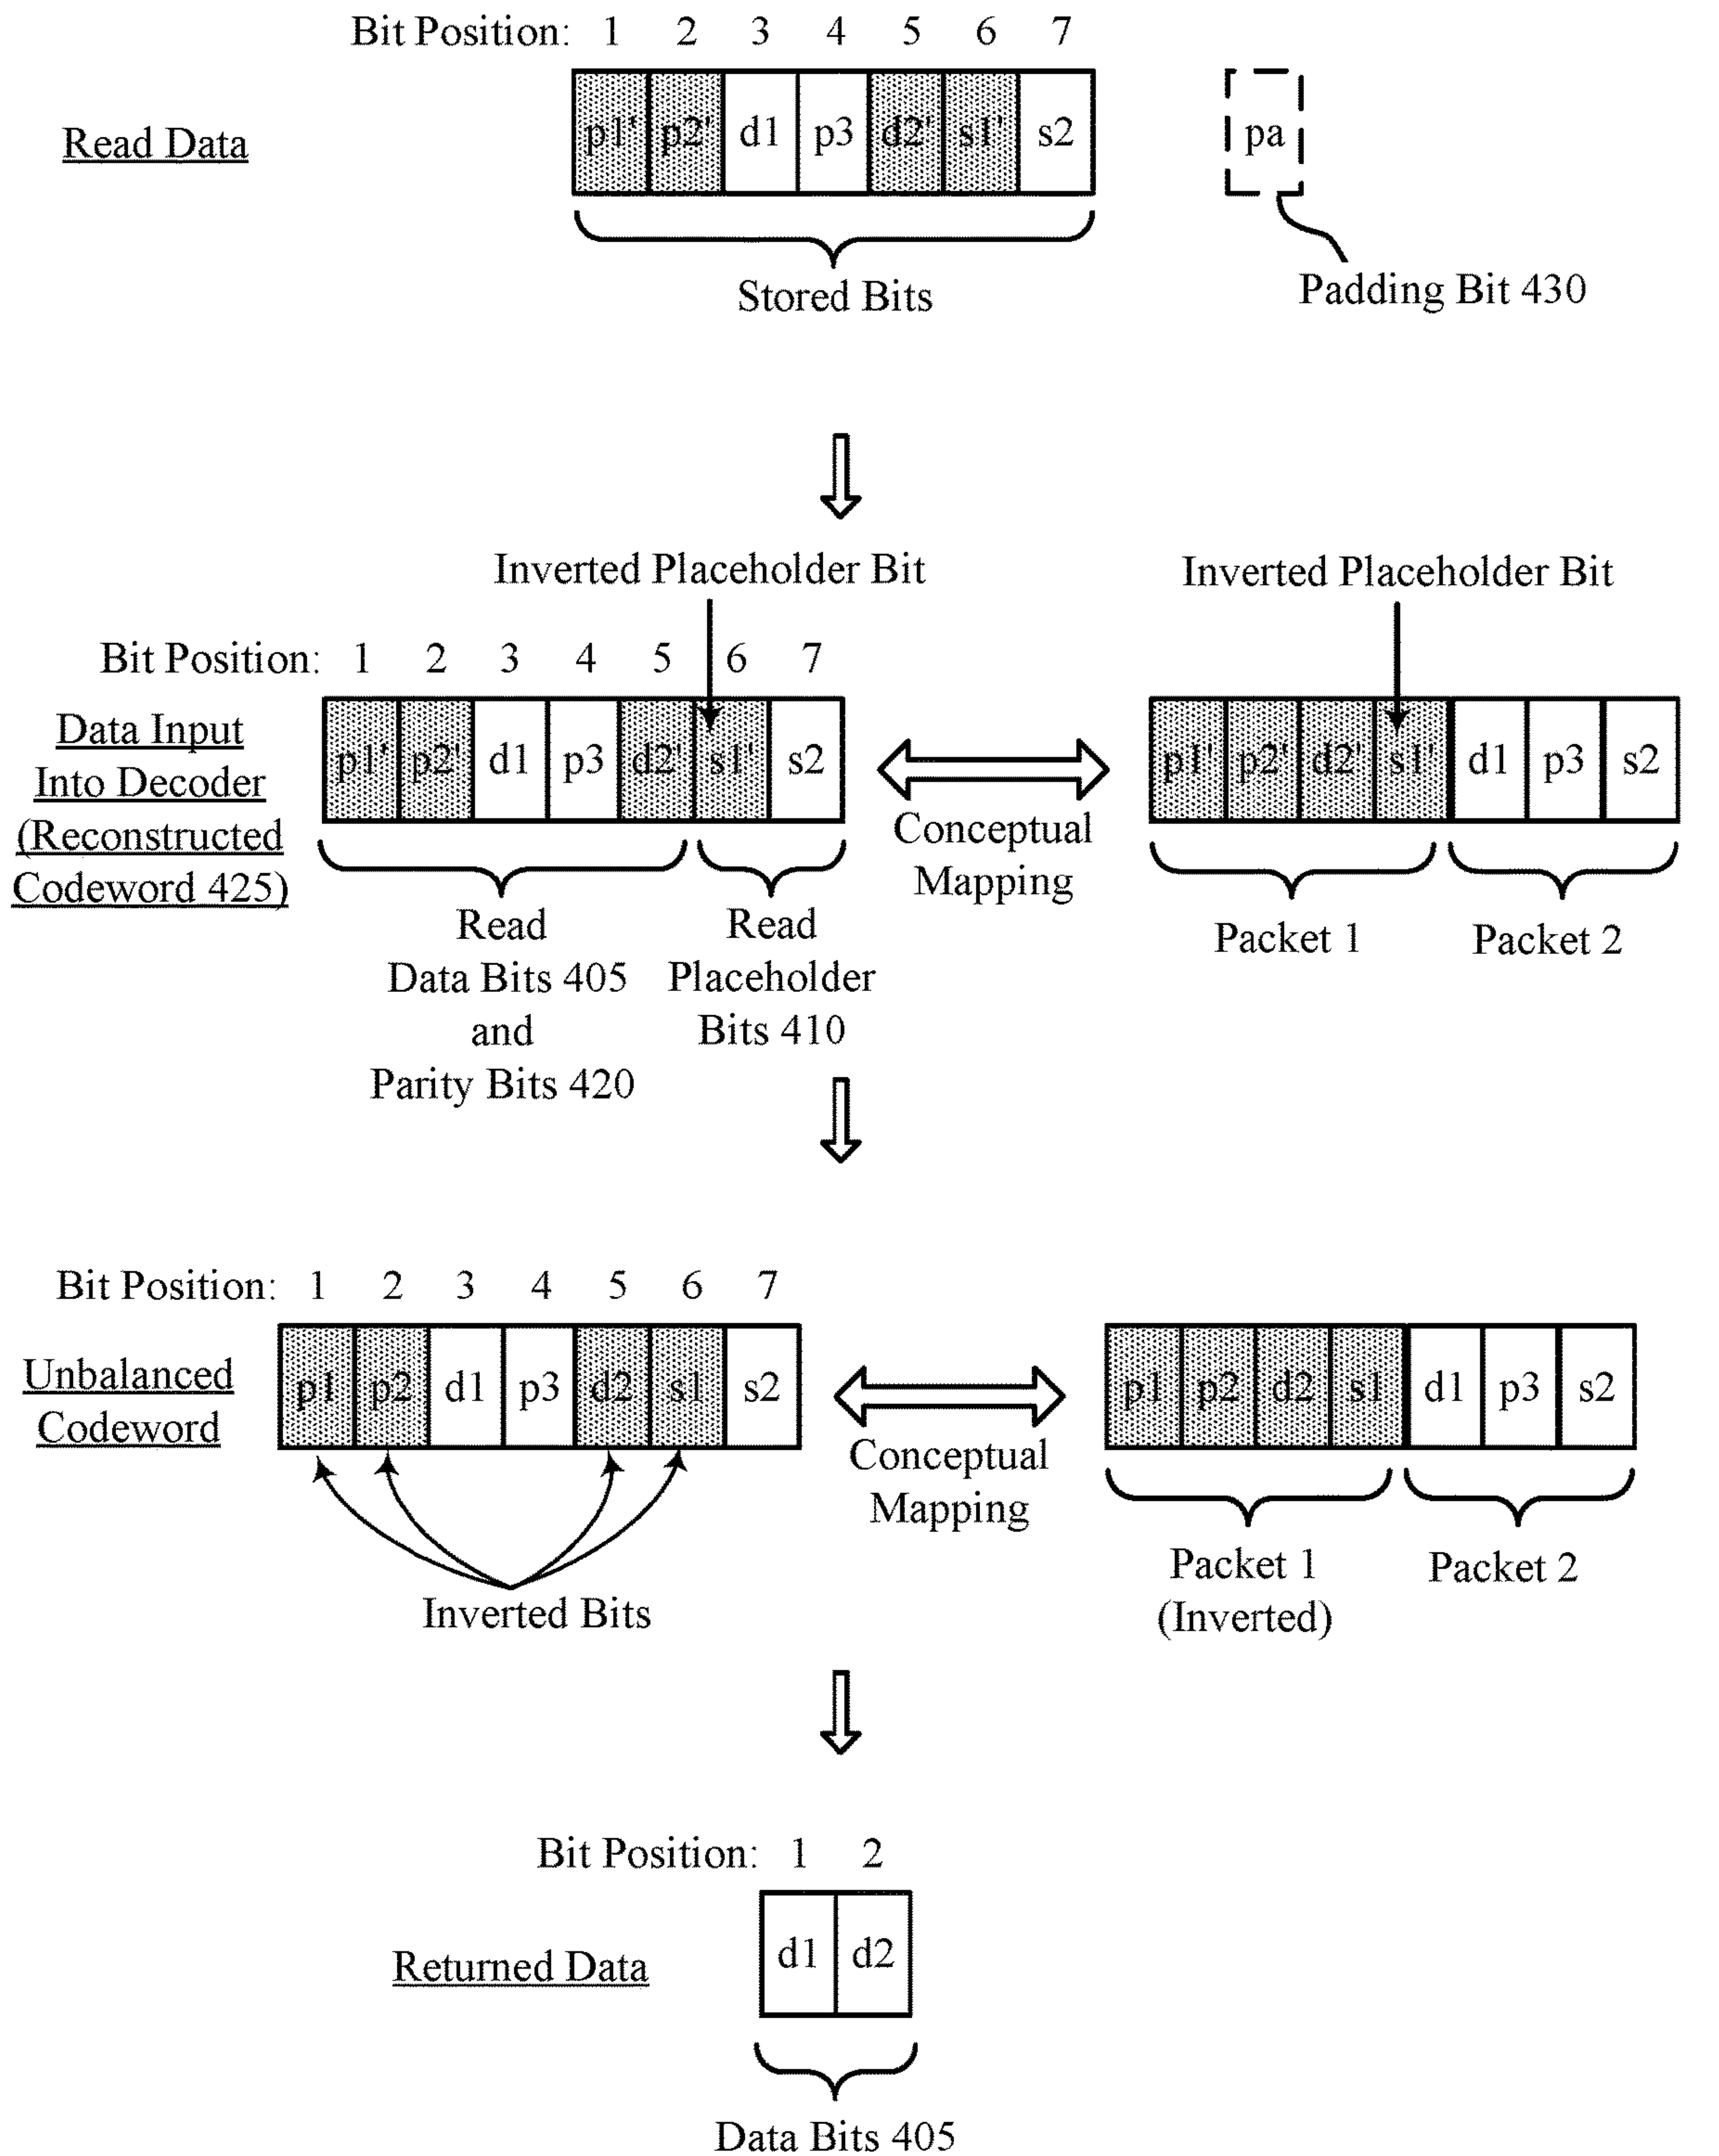 Bit Position: 1 2 3 4 5 6 7
Read Data
p1' p2' d1 p3 d2' s1' s2
pa
Stored Bits
Padding Bit 430
Inverted Placeholder Bit
Inverted Placeholder Bit
Bit Position: 1 2 3 4 5 6 7
Data Input
Into Decoder
(Reconstructed
Codeword 425)
p1' p2' d1 p3 d2' s1' s2
Conceptual
Mapping
p1' p2' d2' s1' d1 p3 s2
Read
Data Bits 405
and
Parity Bits 420
Read
Placeholder
Bits 410
Packet 1
Packet 2
Bit Position: 1 2 3 4 5 6 7
Unbalanced
Codeword
p1 p2 d1 p3 d2 s1 s2
Conceptual
Mapping
p1 p2 d2 s1 d1 p3 s2
Inverted Bits
Packet 1
(Inverted)
Packet 2
Bit Position: 1 2
Returned Data
d1 d2
Data Bits 405